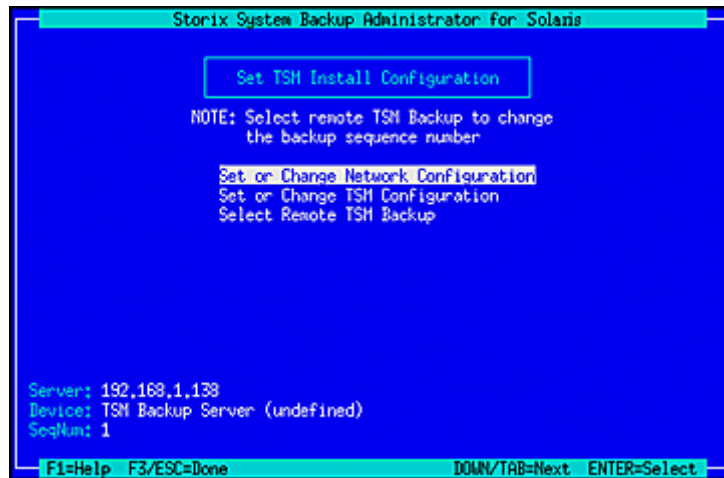 Storix System Backup Administrator for Solaris
Set TSM Install Configuration
NOTE: Select remote TSM Backup to change
the backup sequence number
Set or Change Network Configuration
Set or Change TSM Configuration
Select Remote TSM Backup
Server: 192.168.1.138
Device: TSM Backup Server (undefined)
SeqNum: 1
F1=Help F3/ESC=Done DOWN/TAB=Next ENTER=Select